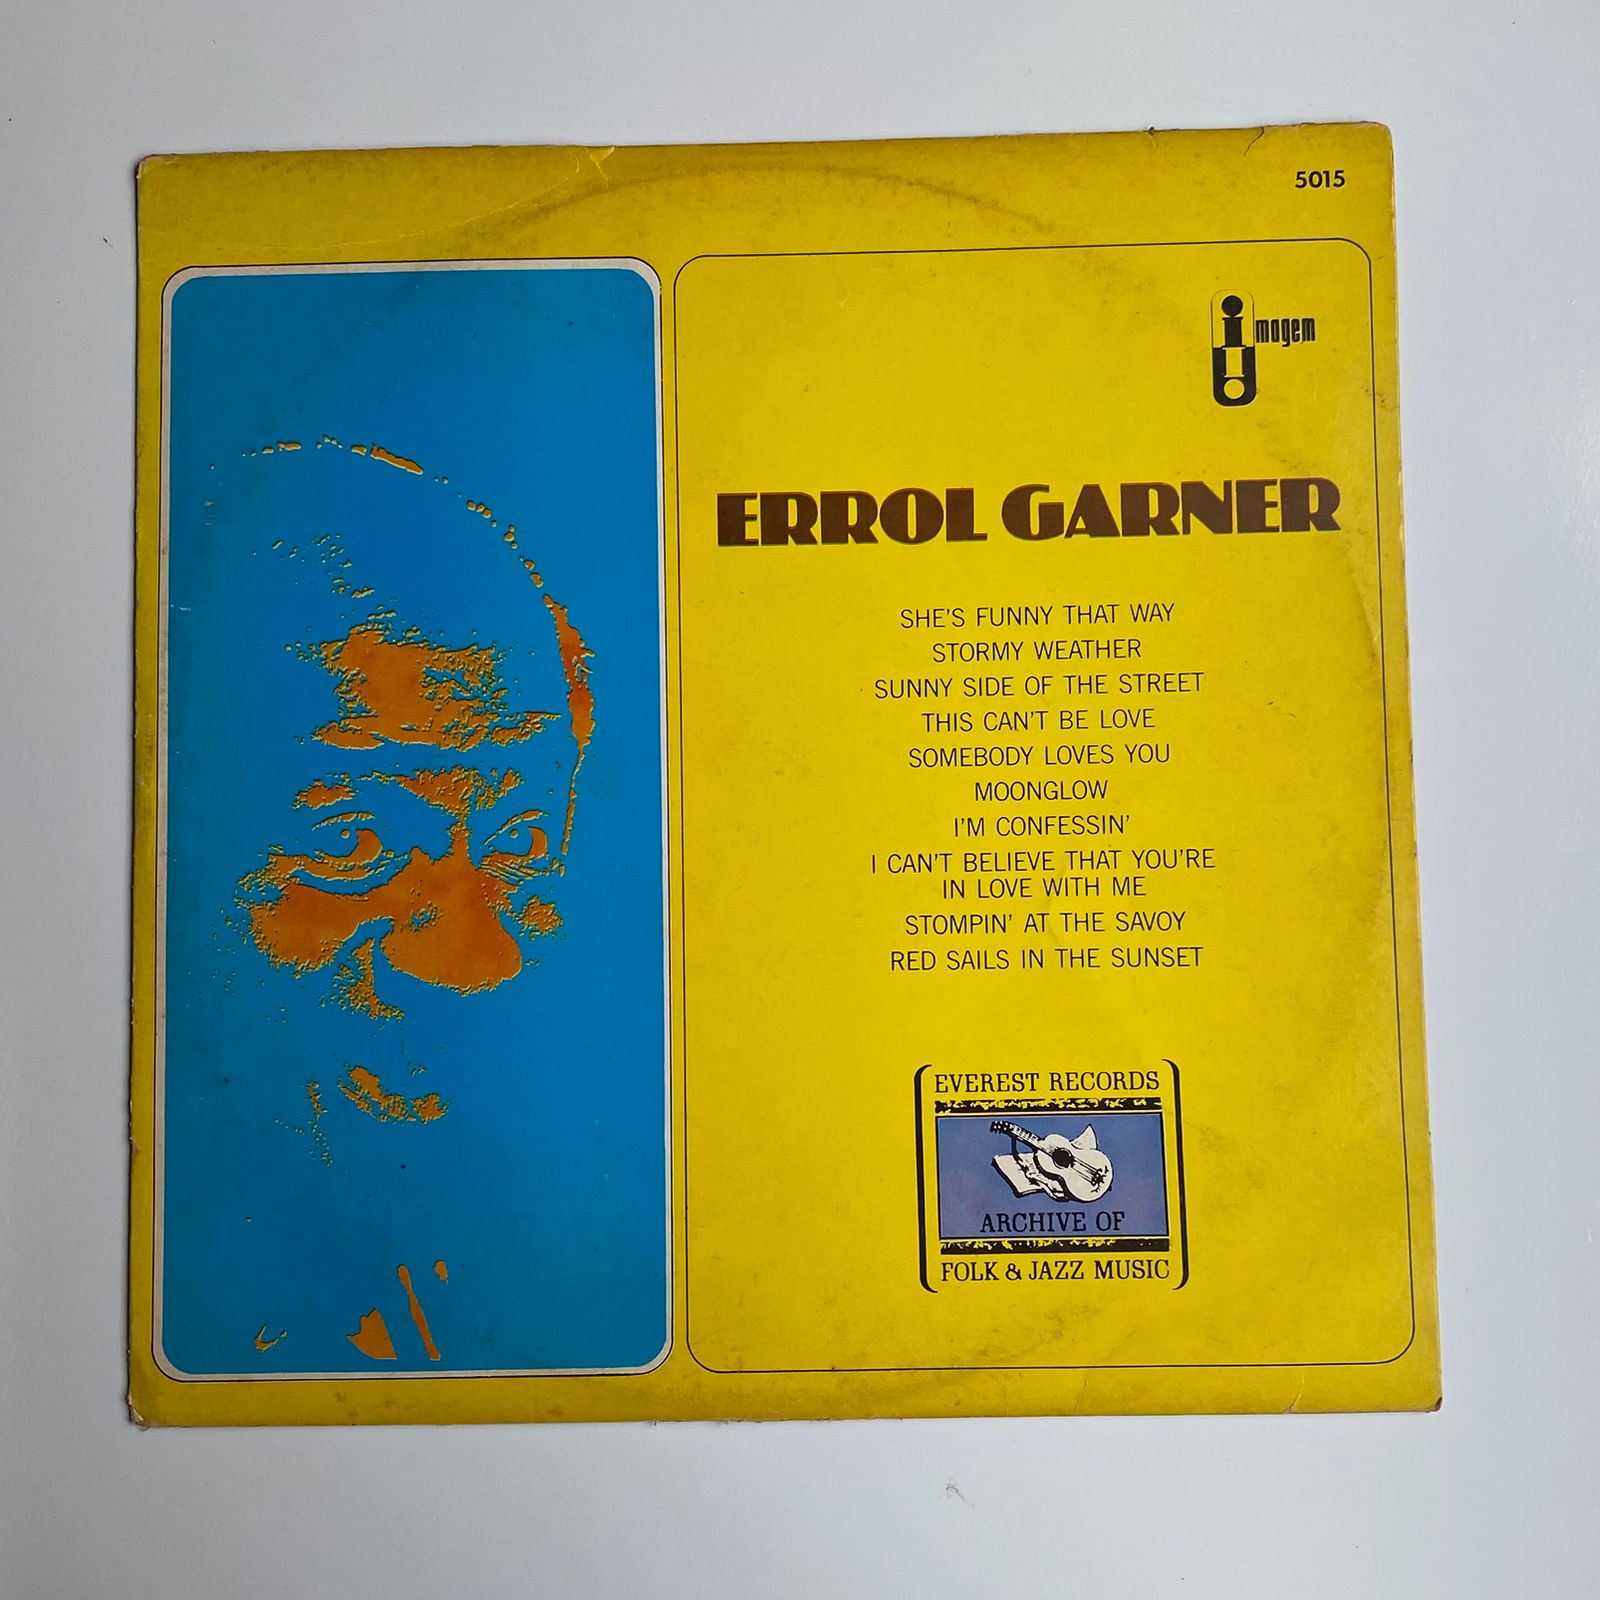 5015
imagem
ERROL GARNER
SHE'S FUNNY THAT WAY
STORMY WEATHER
SUNNY SIDE OF THE STREET
THIS CAN'T BE LOVE
SOMEBODY LOVES YOU
MOONGLOW
I'M CONFESSIN'
I CAN'T BELIEVE THAT YOU'RE
IN LOVE WITH ME
STOMPIN' AT THE SAVOY
RED SAILS IN THE SUNSET
EVEREST RECORDS
ARCHIVE OF
FOLK & JAZZ MUSIC